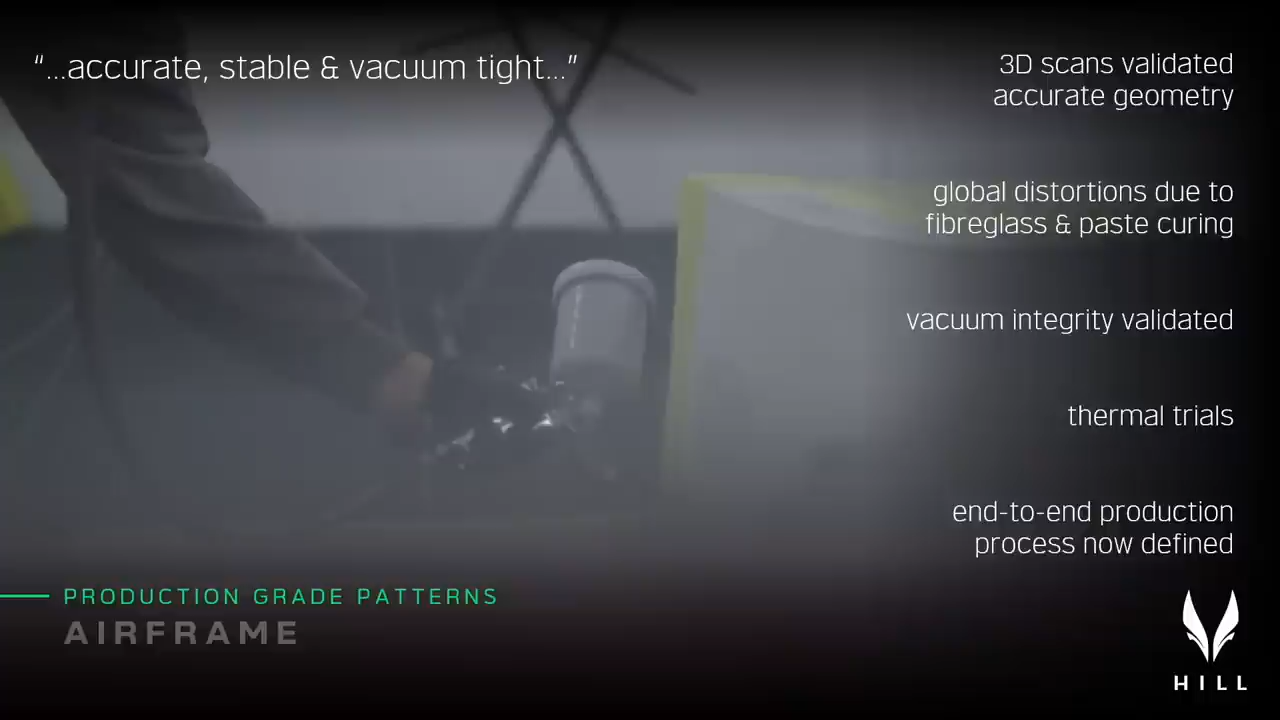 “...accurate, stable & vacuum tight...”
3D scans validated
accurate geometry
global distortions due to
fibreglass & paste curing
vacuum integrity validated
thermal trials
end-to-end production
process now defined
PRODUCTION GRADE PATTERNS
AIRFRAME
HILL